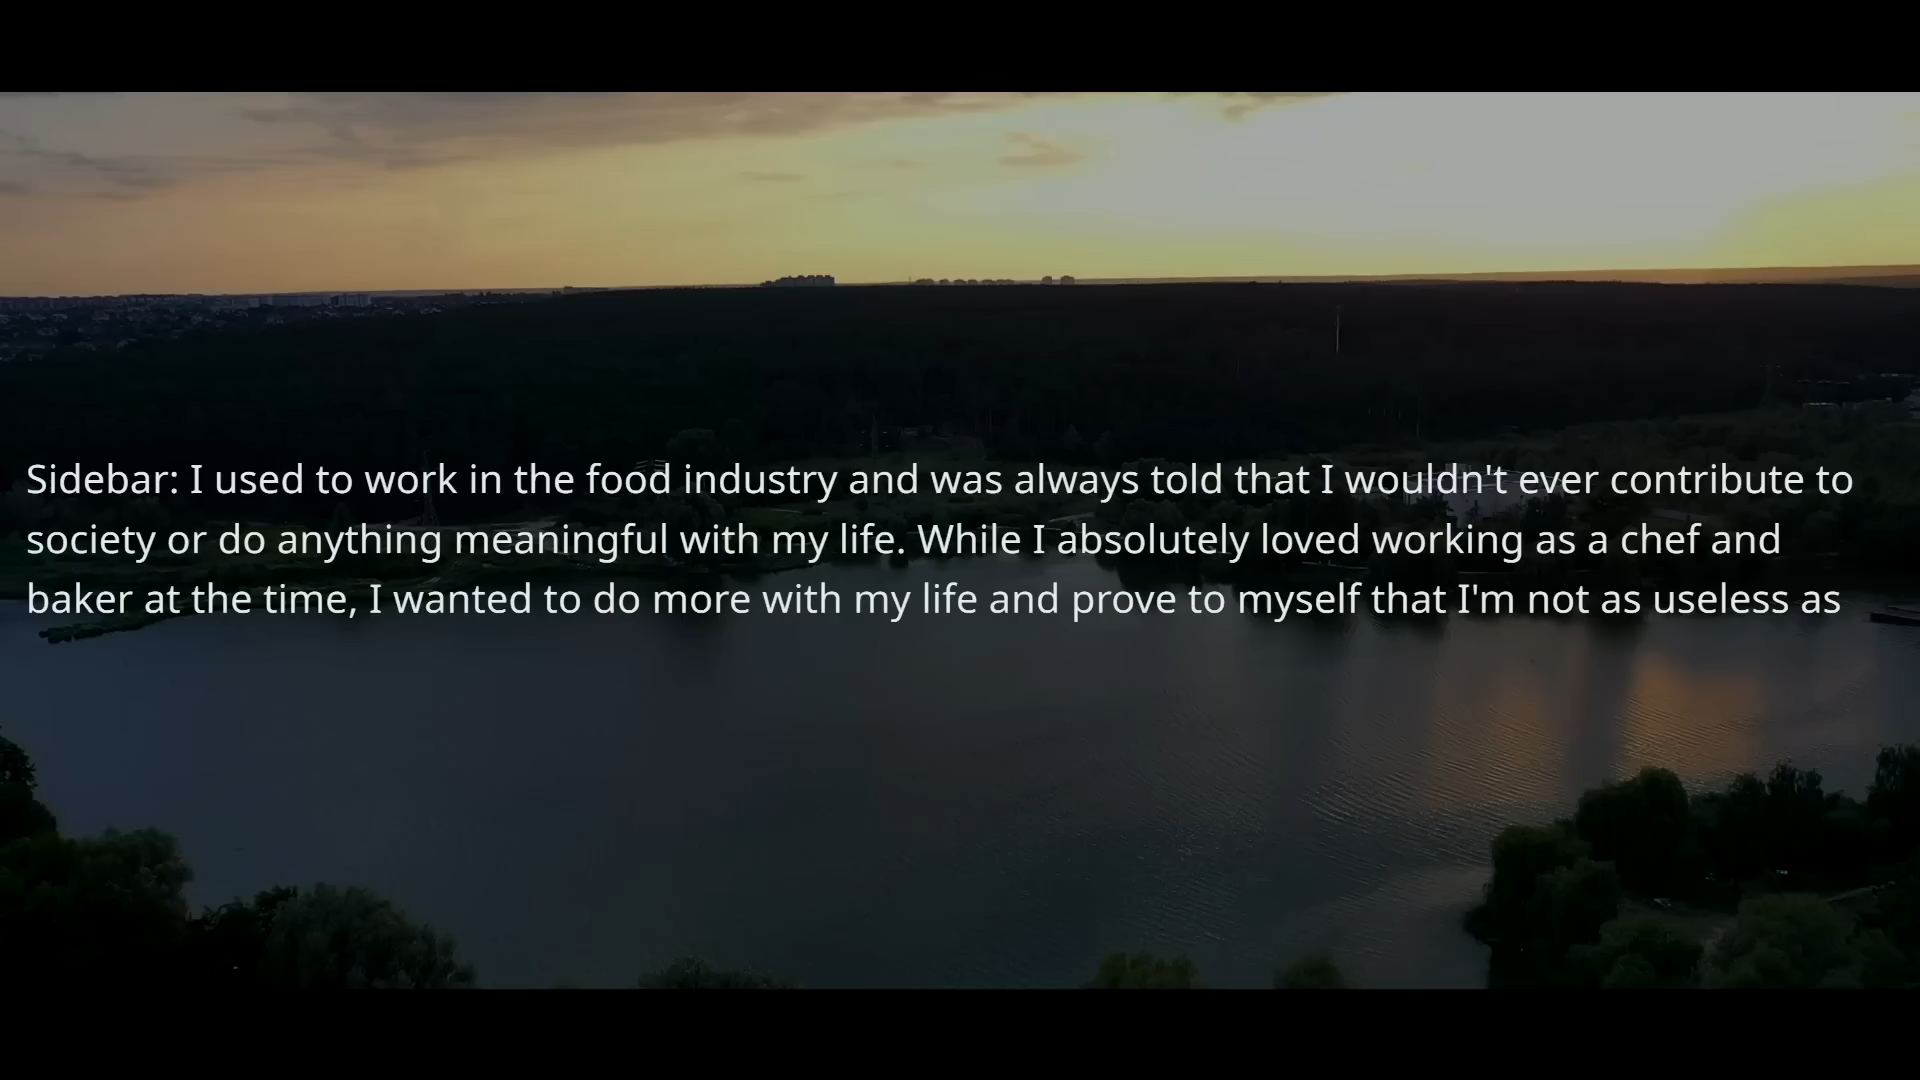 Sidebar: I used to work in the food industry and was always told that I wouldn't ever contribute to
society or do anything meaningful with my life. While I absolutely loved working as a chef and
baker at the time, I wanted to do more with my life and prove to myself that I'm not as useless as